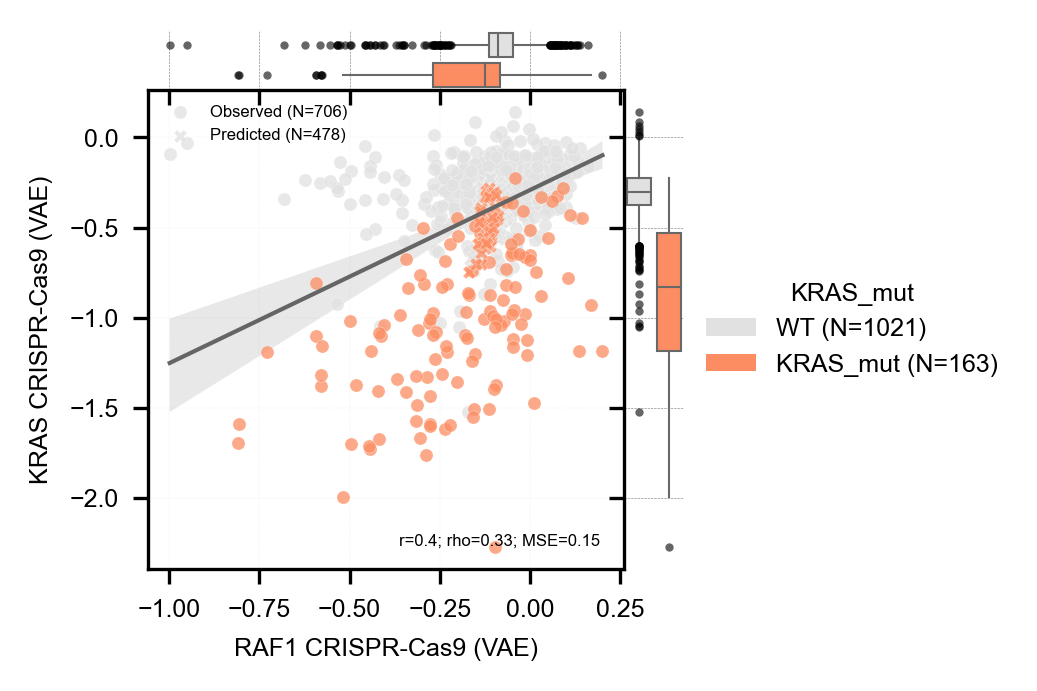 Observed (N=706)
Predicted (N=478)
0.0
−0.5
−1.0
−1.5
−2.0
KRAS CRISPR-Cas9 (VAE)
r=0.4; rho=0.33; MSE=0.15
−1.00 −0.75 −0.50 −0.25 0.00 0.25
RAF1 CRISPR-Cas9 (VAE)
KRAS_mut
WT (N=1021)
KRAS_mut (N=163)